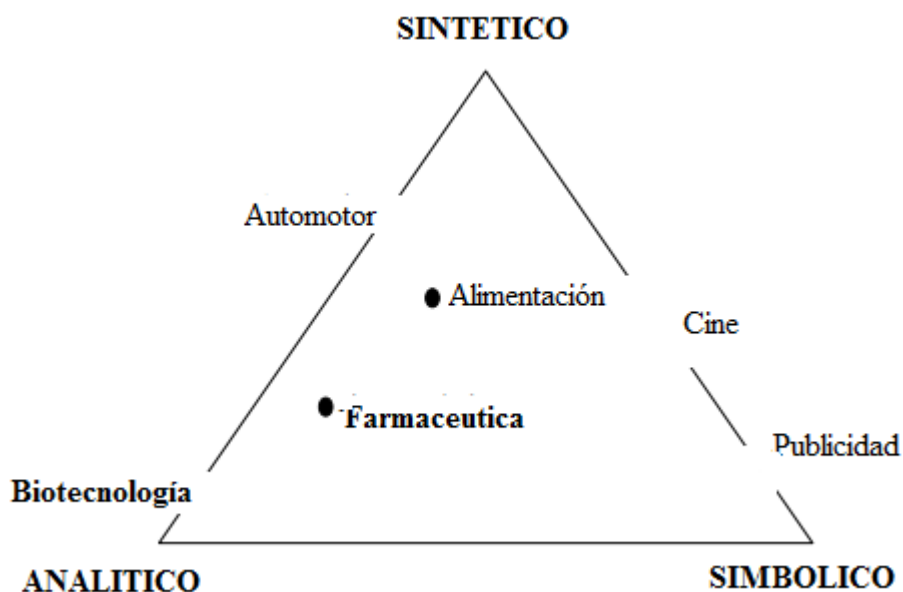 SINTETICO
Automotor
Alimentación
Cine
Farmaceutica
Publicidad
Biotecnología
ANALITICO
SIMBOLICO